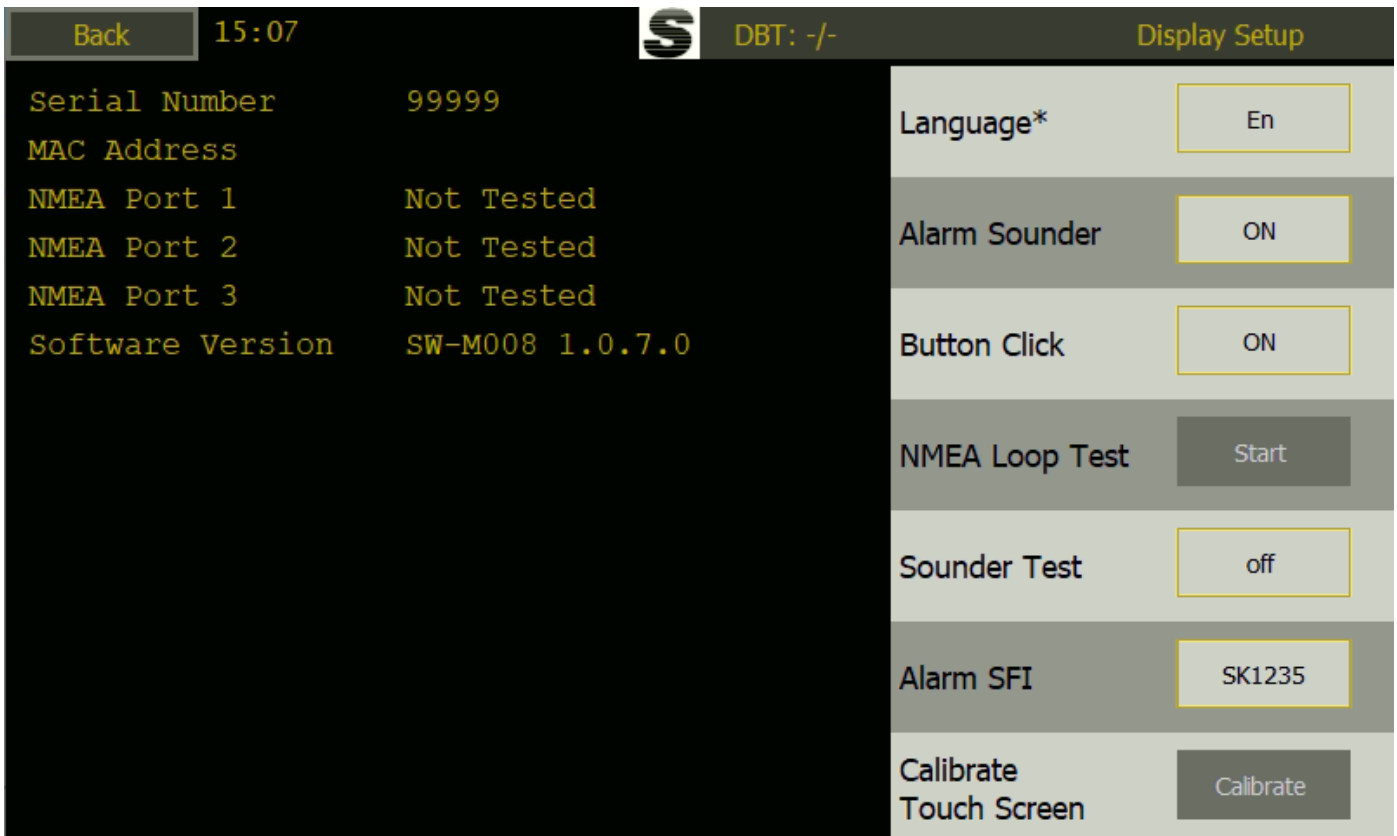 Back 15:07 S DBT: -/- Display Setup
Serial Number 99999
MAC Address
NMEA Port 1 Not Tested
NMEA Port 2 Not Tested
NMEA Port 3 Not Tested
Software Version SW-M008 1.0.7.0
Language* En
Alarm Sounder ON
Button Click ON
NMEA Loop Test Start
Sounder Test off
Alarm SFI SK1235
Calibrate
Touch Screen Calibrate